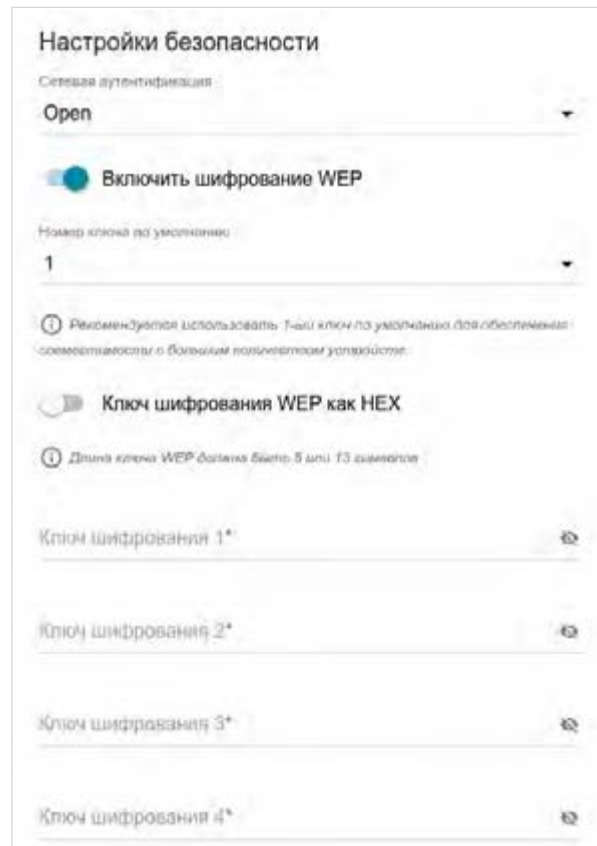 Настройки безопасности
Сетевая аутентификация
Open
Включить шифрование WEP
Номер ключа по умолчанию
1
Рекомендуется использовать 1-ый ключ по умолчанию для обеспечения
совместимости с большим количеством устройств.
Ключ шифрования WEP как HEX
Длина ключа WEP должна быть 5 или 13 символов
Ключ шифрования 1*
Ключ шифрования 2*
Ключ шифрования 3*
Ключ шифрования 4*